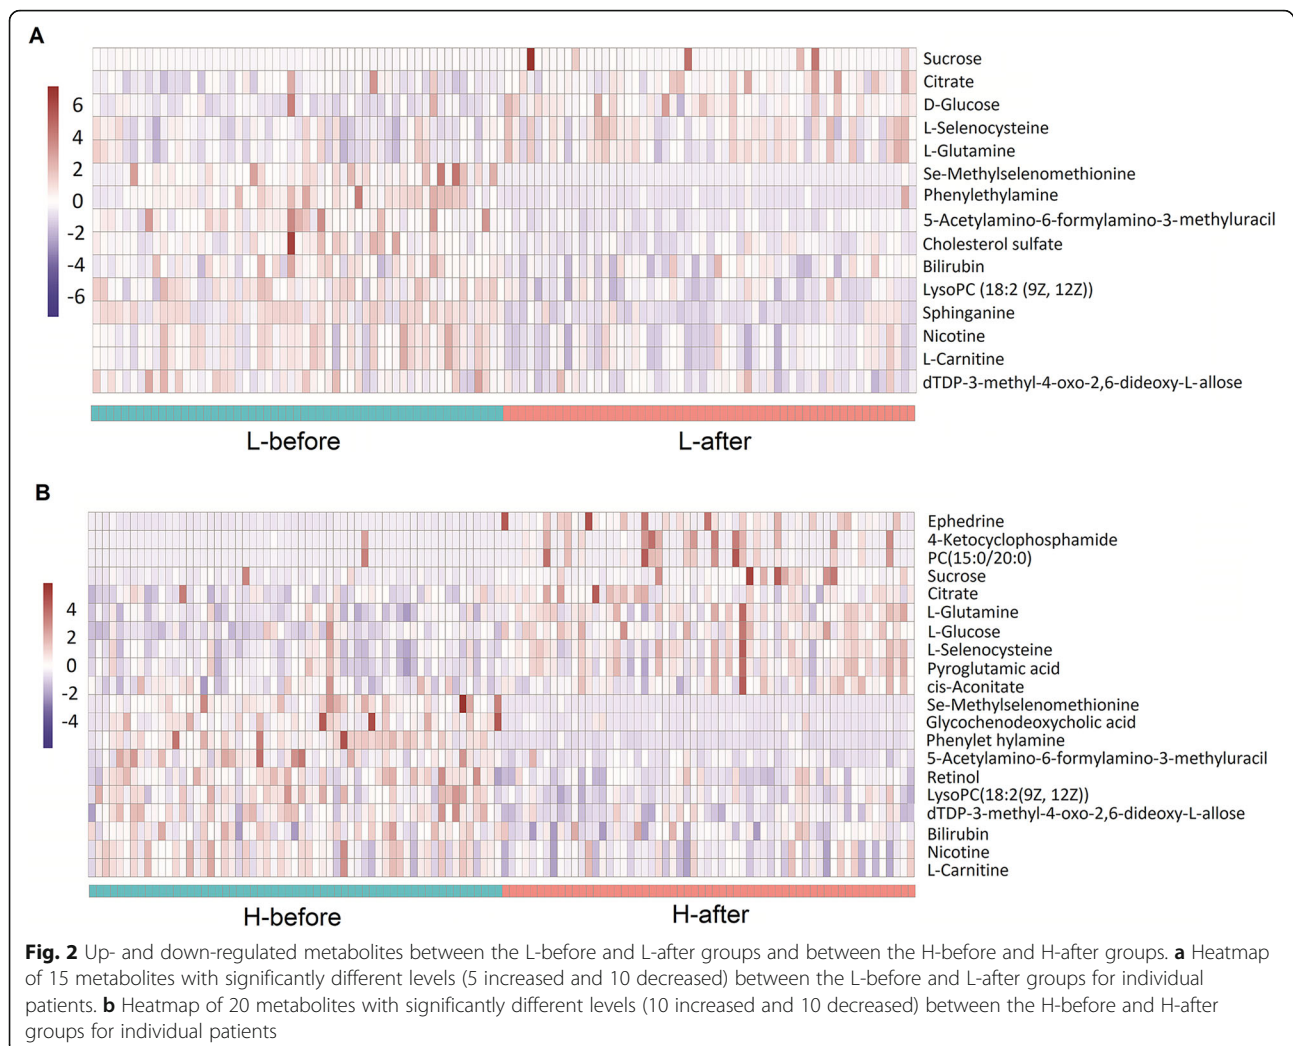 A
6
4
2
0
-2
-4
-6
Sucrose
Citrate
D-Glucose
L-Selenocysteine
L-Glutamine
Se-Methylselenomethionine
Phenylethylamine
5-Acetylamino-6-formylamino-3-methyluracil
Cholesterol sulfate
Bilirubin
LysoPC (18:2 (9Z, 12Z))
Sphinganine
Nicotine
L-Carnitine
dTDP-3-methyl-4-oxo-2,6-dideoxy-L-allose
L-before
L-after
B
4
2
0
-2
-4
Ephedrine
4-Ketocyclophosphamide
PC(15:0/20:0)
Sucrose
Citrate
L-Glutamine
L-Glucose
L-Selenocysteine
Pyroglutamic acid
cis-Aconitate
Se-Methylselenomethionine
Glycochenodeoxycholic acid
Phenylet hylamine
5-Acetylamino-6-formylamino-3-methyluracil
Retinol
LysoPC(18:2(9Z, 12Z))
dTDP-3-methyl-4-oxo-2,6-dideoxy-L-allose
Bilirubin
Nicotine
L-Carnitine
H-before
H-after
Fig. 2 Up- and down-regulated metabolites between the L-before and L-after groups and between the H-before and H-after groups. a Heatmap
of 15 metabolites with significantly different levels (5 increased and 10 decreased) between the L-before and L-after groups for individual
patients. b Heatmap of 20 metabolites with significantly different levels (10 increased and 10 decreased) between the H-before and H-after
groups for individual patients